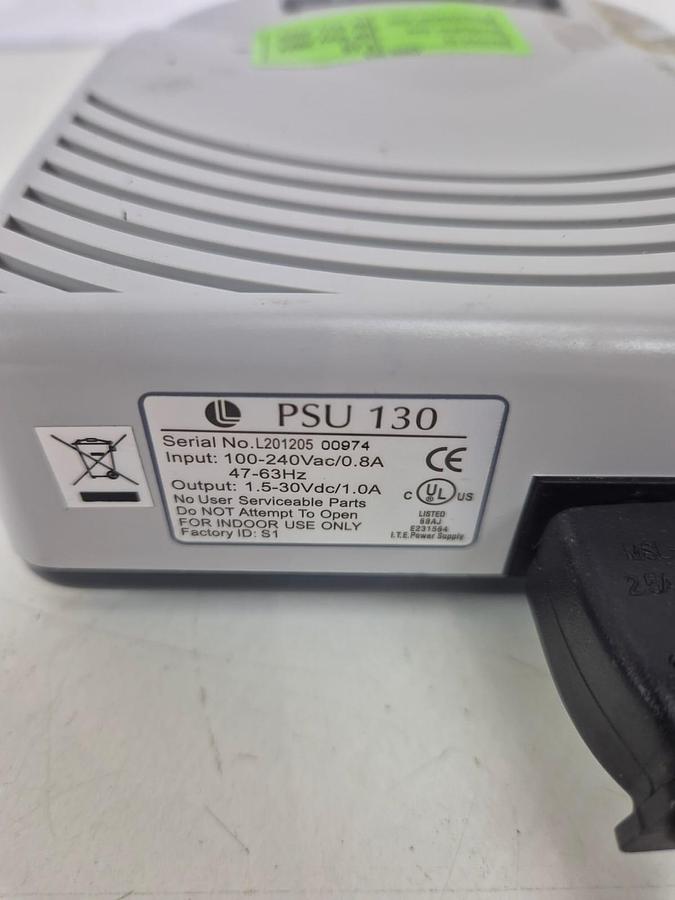 PSU 130
Serial No.L201205 00974
Input: 100-240Vac/0.8A
47-63Hz
Output: 1.5-30Vdc/1.0A
No User Serviceable Parts
Do NOT Attempt To Open
FOR INDOOR USE ONLY
Factory ID: S1
CE
C UL US
LISTED
68AJ
E231564
I.T.E. Power Supply